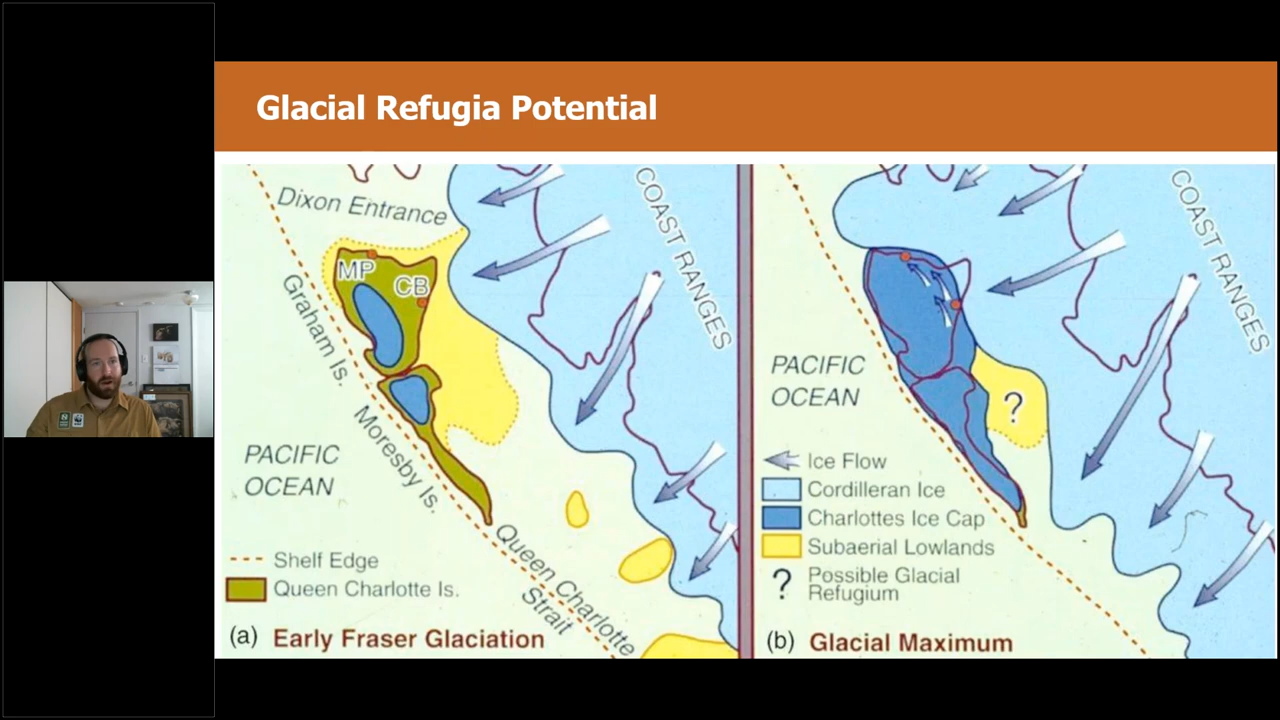 Glacial Refugia Potential
Dixon Entrance
COAST RANGES
MP
CB
Graham Is.
Moresby Is.
PACIFIC
OCEAN
Queen Charlotte
Strait
Shelf Edge
Queen Charlotte Is.
(a) Early Fraser Glaciation
COAST RANGES
PACIFIC
OCEAN
?
Ice Flow
Cordilleran Ice
Charlottes Ice Cap
Subaerial Lowlands
? Possible Glacial
Refugium
(b) Glacial Maximum